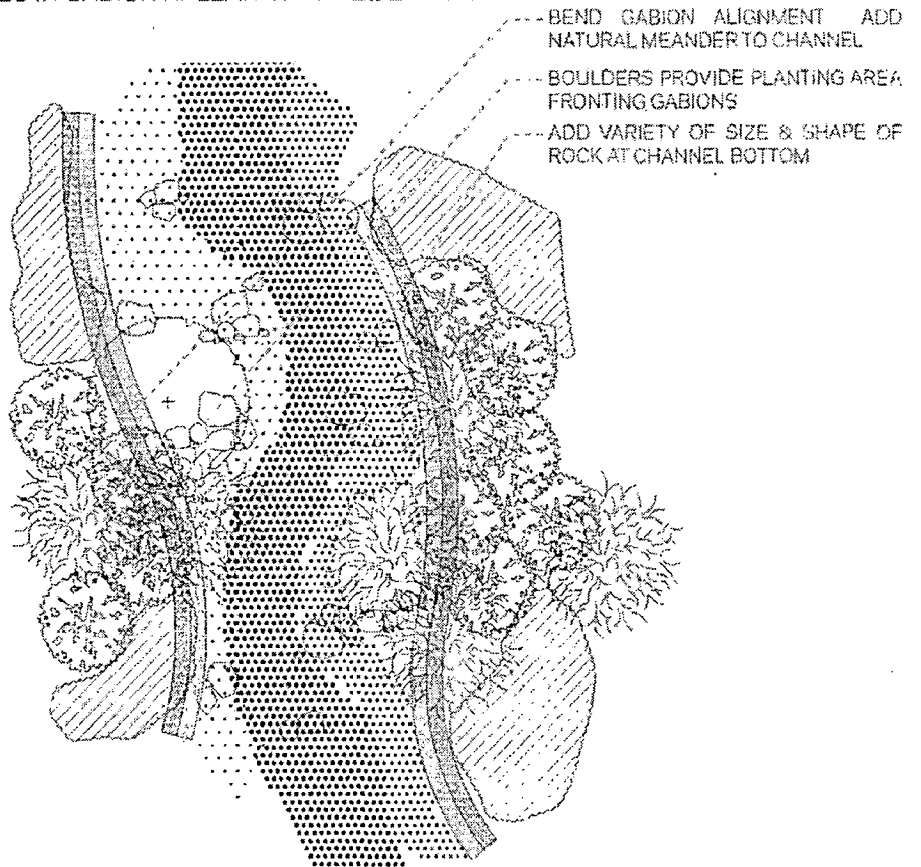 BEND GABION ALIGNMENT ADD
NATURAL MEANDER TO CHANNEL
BOULDERS PROVIDE PLANTING AREA
FRONTING GABIONS
ADD VARIETY OF SIZE & SHAPE OF
ROCK AT CHANNEL BOTTOM